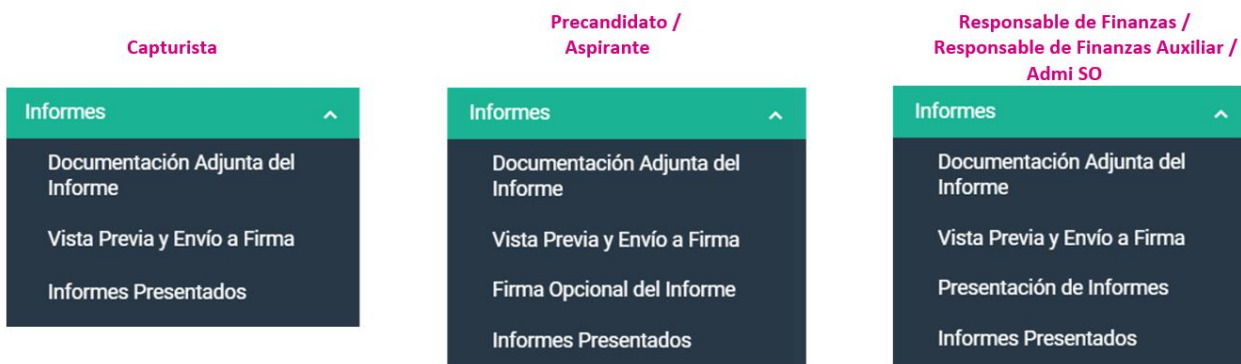 Capturista
Informes
Documentación Adjunta del
Informe
Vista Previa y Envío a Firma
Informes Presentados
Precandidato /
Aspirante
Informes
Documentación Adjunta del
Informe
Vista Previa y Envío a Firma
Firma Opcional del Informe
Informes Presentados
Responsable de Finanzas /
Responsable de Finanzas Auxiliar /
Admi SO
Informes
Documentación Adjunta del
Informe
Vista Previa y Envío a Firma
Presentación de Informes
Informes Presentados